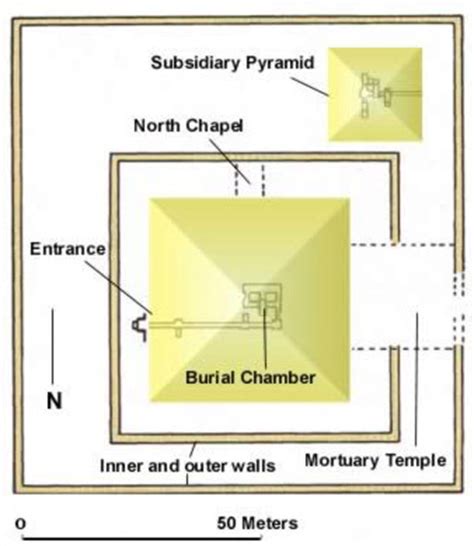 Subsidiary Pyramid
North Chapel
Entrance
Burial Chamber
N
Inner and outer walls
Mortuary Temple
0
50 Meters